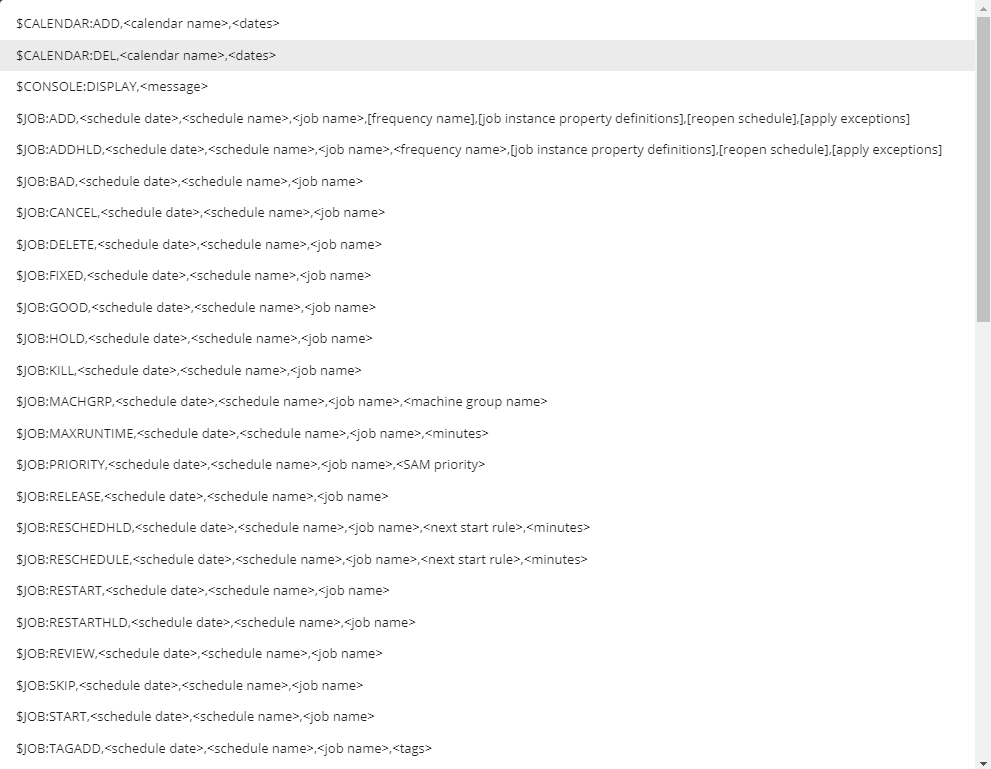 $CALENDAR:ADD,<calendar name>,<dates>
$CALENDAR:DEL,<calendar name>,<dates>
$CONSOLE:DISPLAY,<message>
$JOB:ADD,<schedule date>,<schedule name>,<job name>,[frequency name],[job instance property definitions],[reopen schedule],[apply exceptions]
$JOB:ADDHLD,<schedule date>,<schedule name>,<job name>,<frequency name>,[job instance property definitions],[reopen schedule],[apply exceptions]
$JOB:BAD,<schedule date>,<schedule name>,<job name>
$JOB:CANCEL,<schedule date>,<schedule name>,<job name>
$JOB:DELETE,<schedule date>,<schedule name>,<job name>
$JOB:FIXED,<schedule date>,<schedule name>,<job name>
$JOB:GOOD,<schedule date>,<schedule name>,<job name>
$JOB:HOLD,<schedule date>,<schedule name>,<job name>
$JOB:KILL,<schedule date>,<schedule name>,<job name>
$JOB:MACHGRP,<schedule date>,<schedule name>,<job name>,<machine group name>
$JOB:MAXRUNTIME,<schedule date>,<schedule name>,<job name>,<minutes>
$JOB:PRIORITY,<schedule date>,<schedule name>,<job name>,<SAM priority>
$JOB:RELEASE,<schedule date>,<schedule name>,<job name>
$JOB:RESCHEDHLD,<schedule date>,<schedule name>,<job name>,<next start rule>,<minutes>
$JOB:RESCHEDULE,<schedule date>,<schedule name>,<job name>,<next start rule>,<minutes>
$JOB:RESTART,<schedule date>,<schedule name>,<job name>
$JOB:RESTARTHLD,<schedule date>,<schedule name>,<job name>
$JOB:REVIEW,<schedule date>,<schedule name>,<job name>
$JOB:SKIP,<schedule date>,<schedule name>,<job name>
$JOB:START,<schedule date>,<schedule name>,<job name>
$JOB:TAGADD,<schedule date>,<schedule name>,<job name>,<tags>